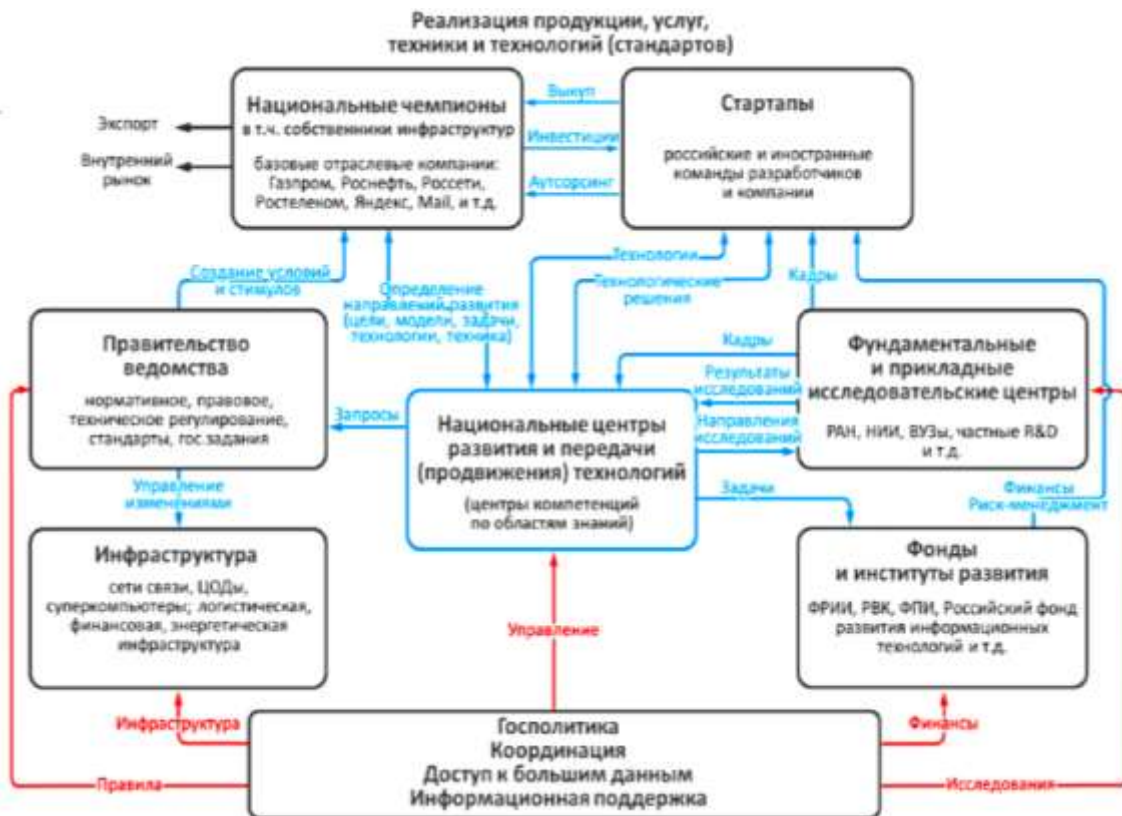 Реализация продукции, услуг,
техники и технологий (стандартов)
Национальные чемпионы
в т.ч. собственники инфраструктур
базовые отраслевые компании:
Газпром, Роснефть, Россети,
Ростелеком, Яндекс, Mail, и т.д.
Экспорт
Внутренний
рынок
Выкуп
Инвестиции
Аутсорсинг
Стартапы
российские и иностранные
команды разработчиков
и компании
Создание условий
и стимулов
Определение
направлений развития
(цели, модели, задачи,
технологии, техника)
Технологии
Технологические
решения
Кадры
Правительство
ведомства
нормативное, правовое,
техническое регулирование,
стандарты, гос.задания
Запросы
Национальные центры
развития и передачи
(продвижения) технологий
(центры компетенций
по областям знаний)
Кадры
Результаты
исследований
Направления
исследований
Фундаментальные
и прикладные
исследовательские центры
РАН, НИИ, ВУЗы, частные R&D
и т.д.
Управление
изменениями
Задачи
Финансы
Риск-менеджмент
Инфраструктура
сети связи, ЦОДы,
суперкомпьютеры; логистическая,
финансовая, энергетическая
инфраструктура
Фонды
и институты развития
ФРИИ, РВК, ФПИ, Российский фонд
развития информационных
технологий и т.д.
Управление
Инфраструктура
Финансы
Правила
Исследования
Госполитика
Координация
Доступ к большим данным
Информационная поддержка